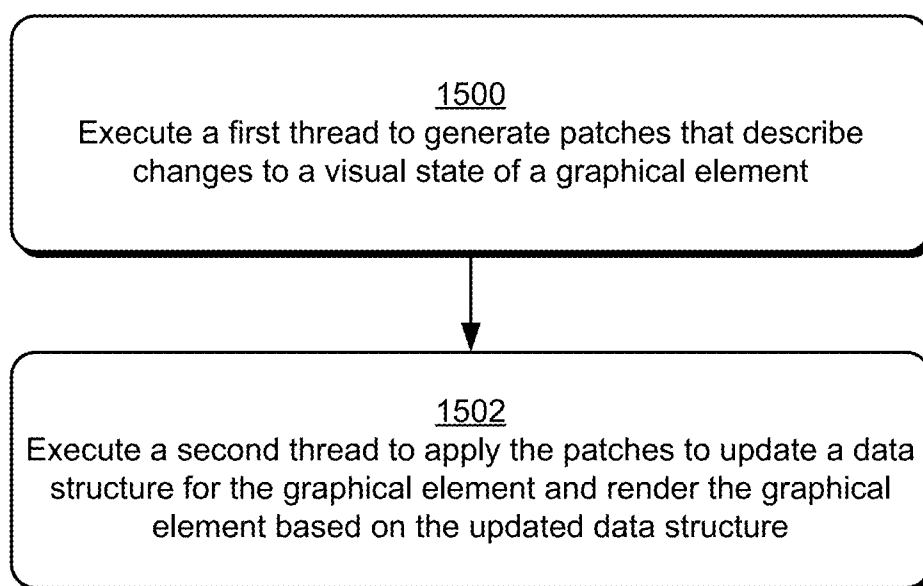 1500
Execute a first thread to generate patches that describe
changes to a visual state of a graphical element
1502
Execute a second thread to apply the patches to update a data
structure for the graphical element and render the graphical
element based on the updated data structure